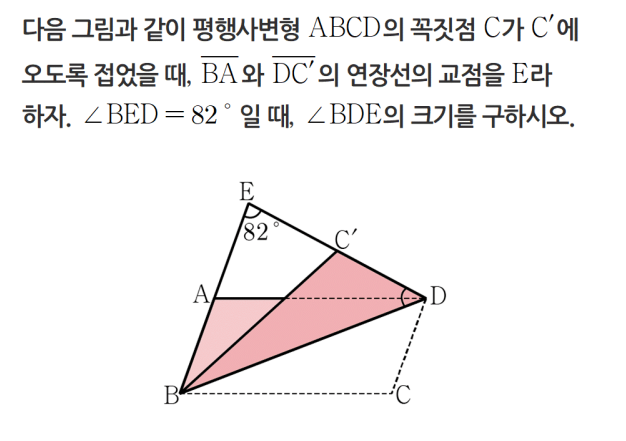 다음 그림과 같이 평행사변형 ABCD의 꼭짓점 C가 C′에
오도록 접었을 때, B̅A̅와 D̅C̅′의 연장선의 교점을 E라
하자. ∠BED = 82° 일 때, ∠BDE의 크기를 구하시오.
E
82°
C′
A
D
B
C